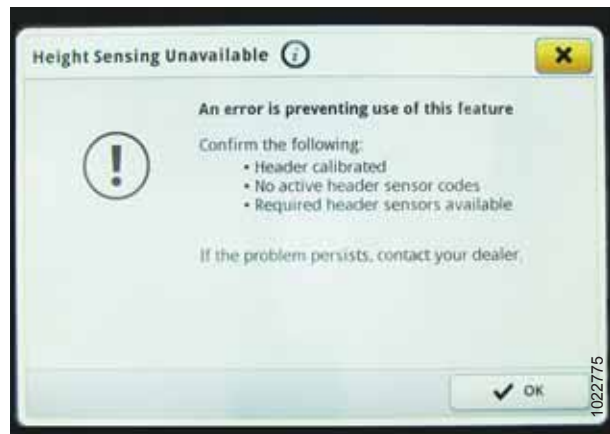 Height Sensing Unavailable i
An error is preventing use of this feature
Confirm the following:
• Header calibrated
• No active header sensor codes
• Required header sensors available
If the problem persists, contact your dealer.
OK
1022775